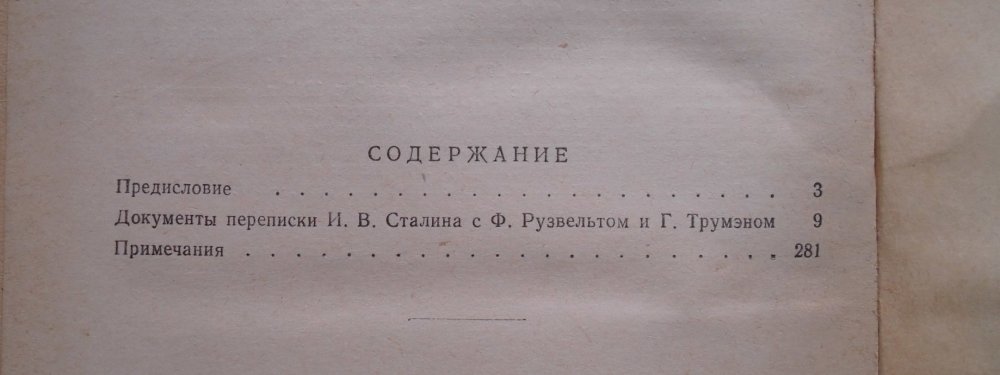 СОДЕРЖАНИЕ
Предисловие . . . . . . . . . . . . . . . . . . . . . . . 3
Документы переписки И. В. Сталина с Ф. Рузвельтом и Г. Трумэном 9
Примечания . . . . . . . . . . . . . . . . . . . . . . . 281